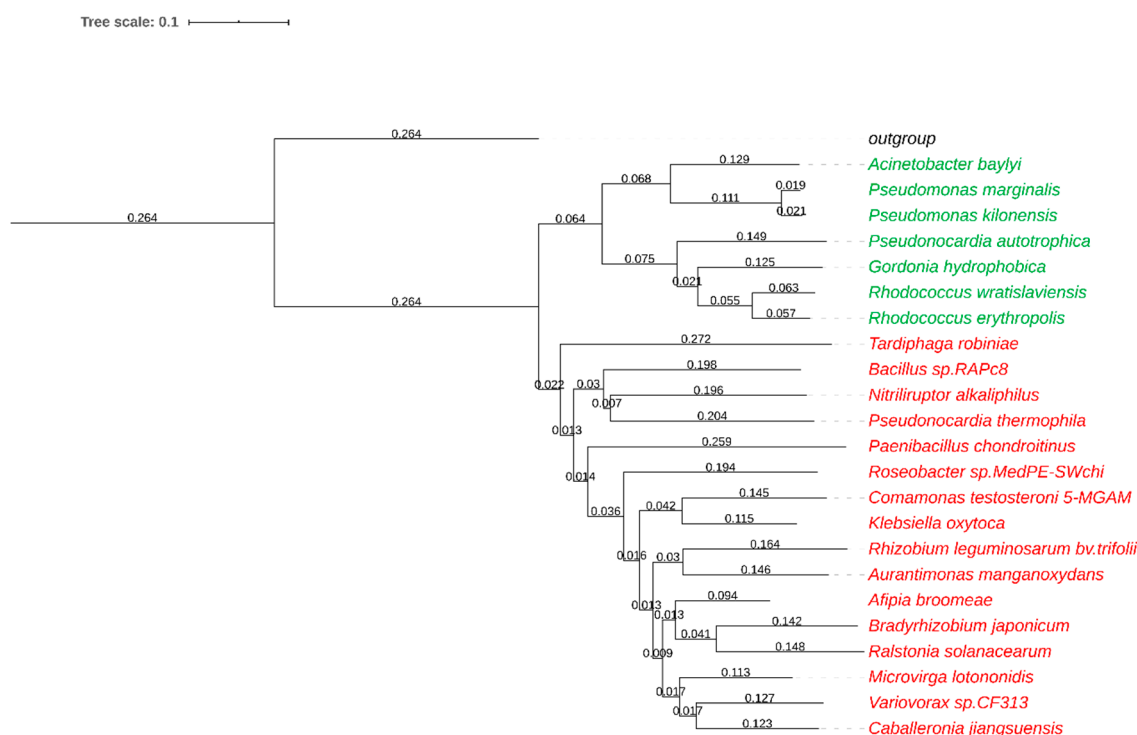 Tree scale: 0.1
0.264
outgroup
0.129
Acinetobacter baylyi
0.068
0.019
Pseudomonas marginalis
0.111
0.021
Pseudomonas kilonensis
0.264
0.064
0.149
Pseudonocardia autotrophica
0.075
0.125
Gordonia hydrophobica
0.021
0.063
Rhodococcus wratislaviensis
0.055
0.264
0.057
Rhodococcus erythropolis
0.272
Tardiphaga robiniae
0.198
Bacillus sp.RAPc8
0.022
0.03
0.196
Nitriliruptor alkaliphilus
0.007
0.204
Pseudonocardia thermophila
0.013
0.259
Paenibacillus chondroitinus
0.194
Roseobacter sp.MedPE-SWchi
0.014
0.145
Comamonas testosteroni 5-MGAM
0.042
0.036
0.115
Klebsiella oxytoca
0.164
Rhizobium leguminosarum bv.trifolii
0.016
0.03
0.146
Aurantimonas manganoxydans
0.094
Afipia broomeae
0.013
0.013
0.142
Bradyrhizobium japonicum
0.041
0.148
Ralstonia solanacearum
0.009
0.113
Microvirga lotononidis
0.017
0.127
Variovorax sp.CF313
0.017
0.123
Caballeronia jiangsuensis